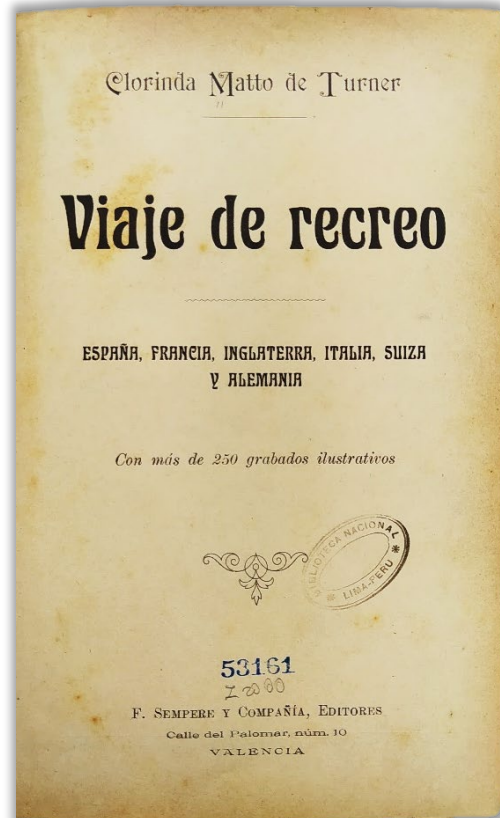 Clorinda Matto de Turner
Viaje de recreo
ESPAÑA, FRANCIA, INGLATERRA, ITALIA, SUIZA
Y ALEMANIA
Con más de 250 grabados ilustrativos
BIBLIOTECA NACIONAL
LIMA-PERU
53161
F. SEMPERE Y COMPAÑÍA, EDITORES
Calle del Palomar, núm. 10
VALENCIA